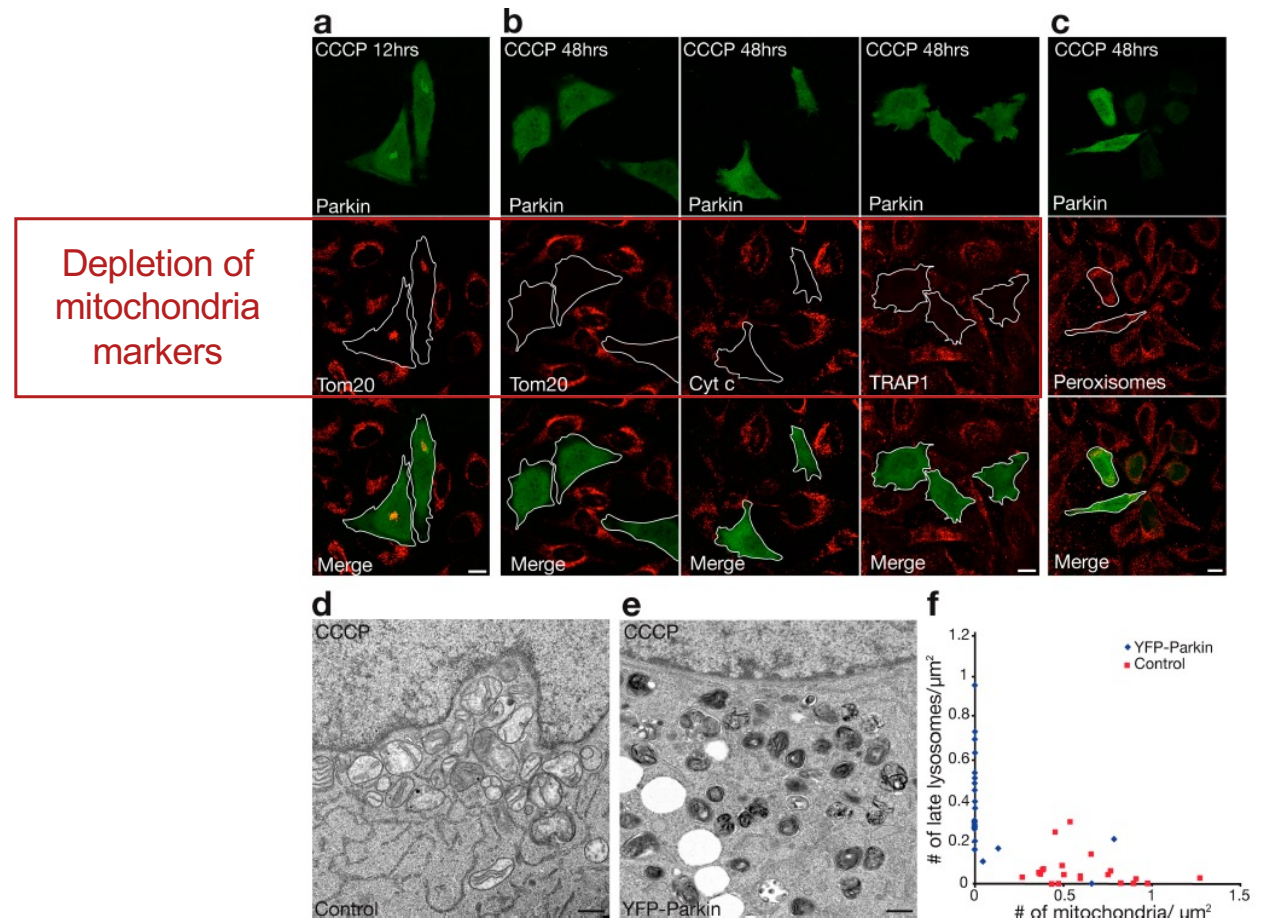 a
b
c
CCCP 12hrs
CCCP 48hrs
CCCP 48hrs
CCCP 48hrs
CCCP 48hrs
Parkin
Parkin
Parkin
Parkin
Parkin
Depletion of
mitochondria
markers
Tom20
Tom20
Cyt c
TRAP1
Peroxisomes
Merge
Merge
Merge
Merge
Merge
d
e
f
CCCP
Control
CCCP
YFP-Parkin
# of late lysosomes/µm²
1.2
1
0.8
0.6
0.4
0.2
0
YFP-Parkin
Control
0
0.5
1
1.5
# of mitochondria/ µm²